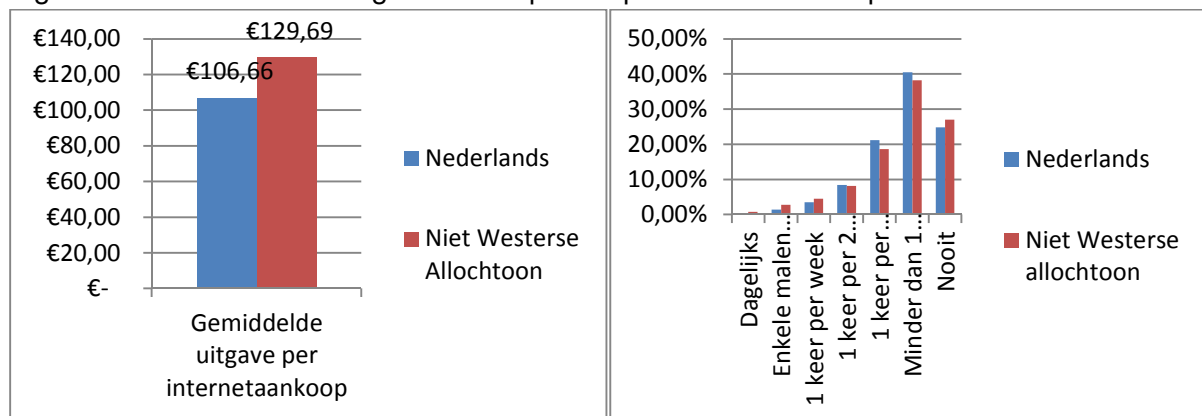 €140,00
€120,00
€100,00
€80,00
€60,00
€40,00
€20,00
€-
€129,69
€106,66
Gemiddelde
uitgave per
internetaankoop
Nederlands
Niet Westerse
Allochtoon
50,00%
40,00%
30,00%
20,00%
10,00%
0,00%
Dagelijks
Enkele malen…
1 keer per week
1 keer per 2…
1 keer per…
Minder dan 1…
Nooit
Nederlands
Niet Westerse
allochtoon